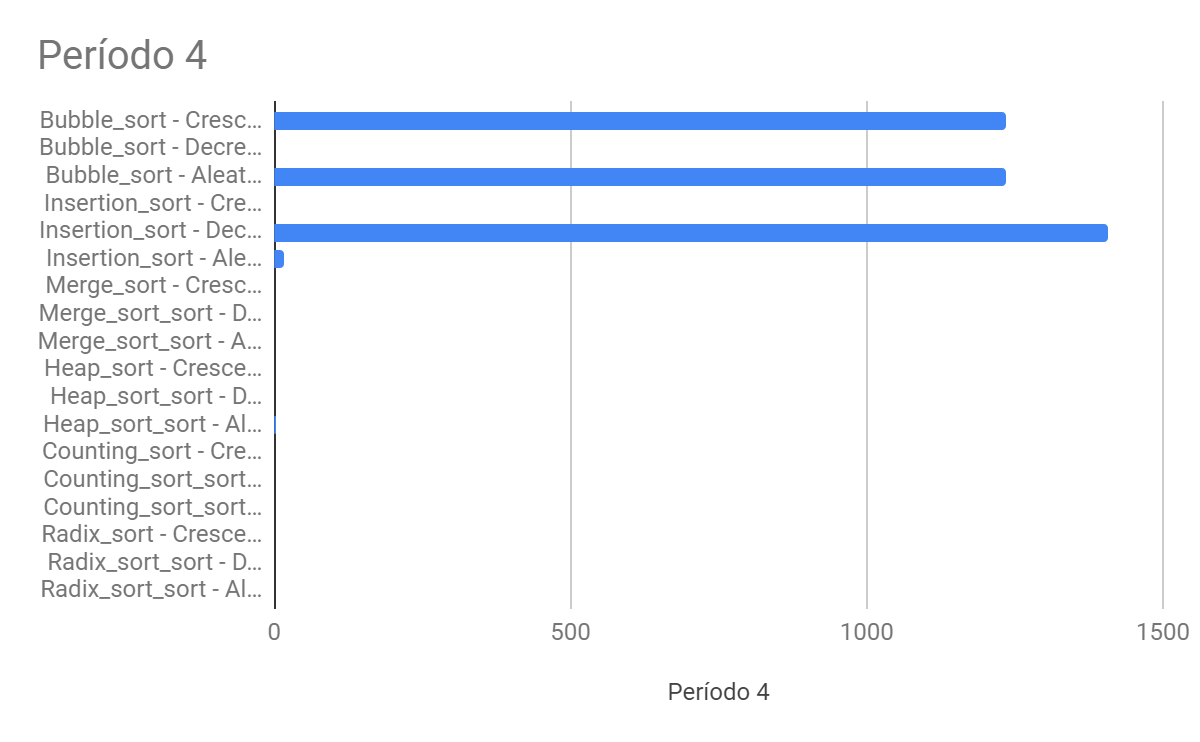 Período 4
Bubble_sort - Cresc...
Bubble_sort - Decre...
Bubble_sort - Aleat...
Insertion_sort - Cre...
Insertion_sort - Dec...
Insertion_sort - Ale...
Merge_sort - Cresc...
Merge_sort_sort - D...
Merge_sort_sort - A...
Heap_sort - Cresce...
Heap_sort_sort - D...
Heap_sort_sort - Al...
Counting_sort - Cre...
Counting_sort_sort...
Counting_sort_sort...
Radix_sort - Cresce...
Radix_sort_sort - D...
Radix_sort_sort - Al...
0 500 1000 1500
Período 4